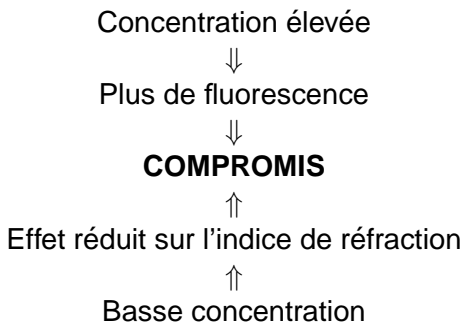 Concentration élevée
⇓
Plus de fluorescence
⇓
COMPROMIS
⇑
Effet réduit sur l'indice de réfraction
⇑
Basse concentration